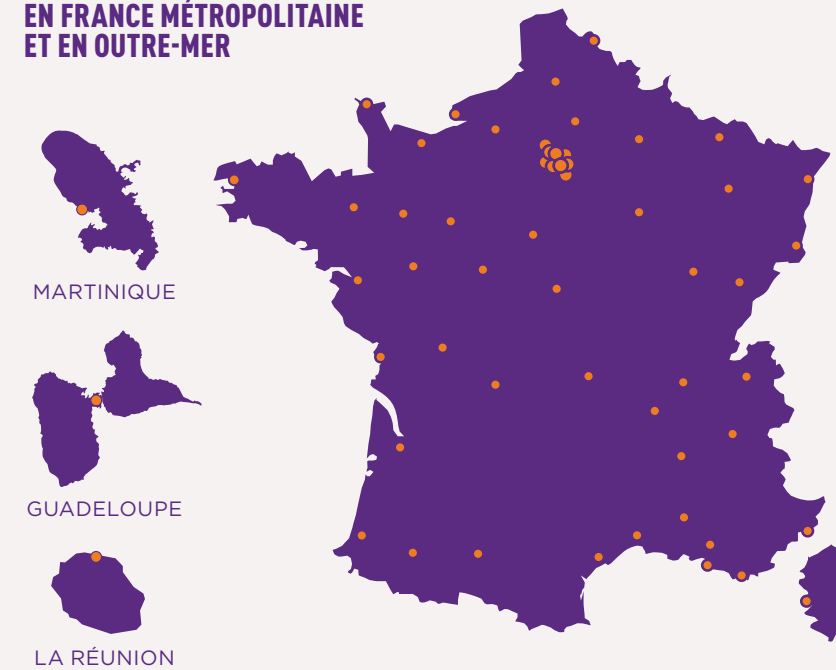 EN FRANCE MÉTROPOLITAINE
ET EN OUTRE-MER
MARTINIQUE
GUADELOUPE
LA RÉUNION